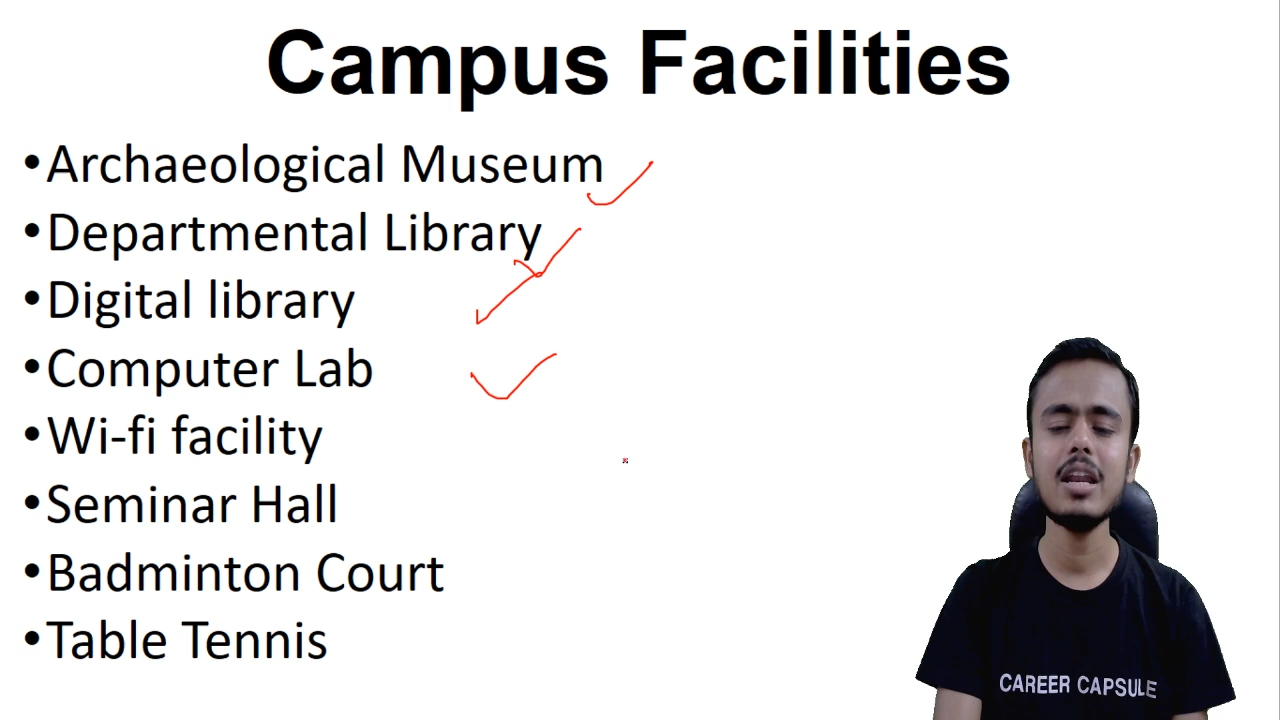 Campus Facilities
•Archaeological Museum
•Departmental Library
•Digital library
•Computer Lab
•Wi-fi facility
•Seminar Hall
•Badminton Court
•Table Tennis
CAREER CAPSULE